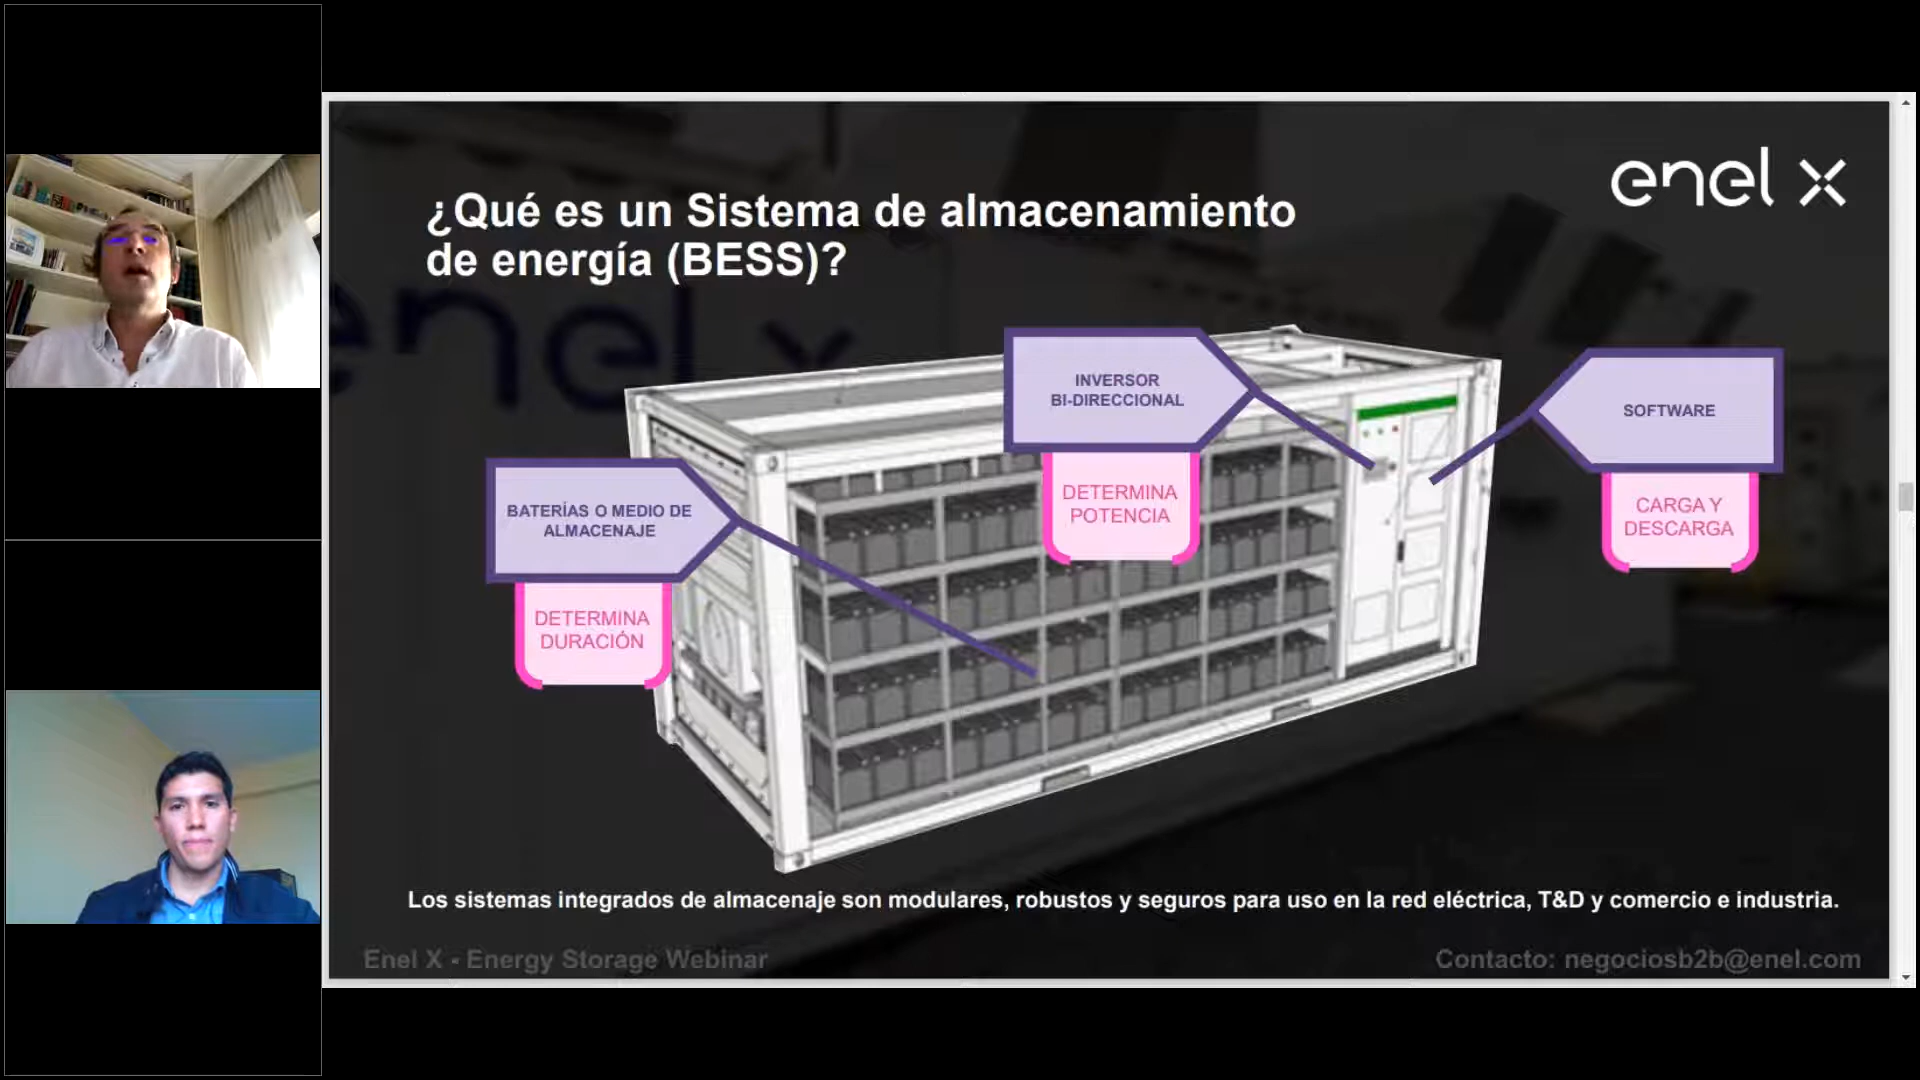 enel x
¿Qué es un Sistema de almacenamiento
de energía (BESS)?
enel x
INVERSOR
BI-DIRECCIONAL
DETERMINA
POTENCIA
SOFTWARE
CARGA Y
DESCARGA
BATERÍAS O MEDIO DE
ALMACENAJE
DETERMINA
DURACIÓN
Los sistemas integrados de almacenaje son modulares, robustos y seguros para uso en la red eléctrica, T&D y comercio e industria.
Enel X - Energy Storage Webinar
Contacto: negociosb2b@enel.com